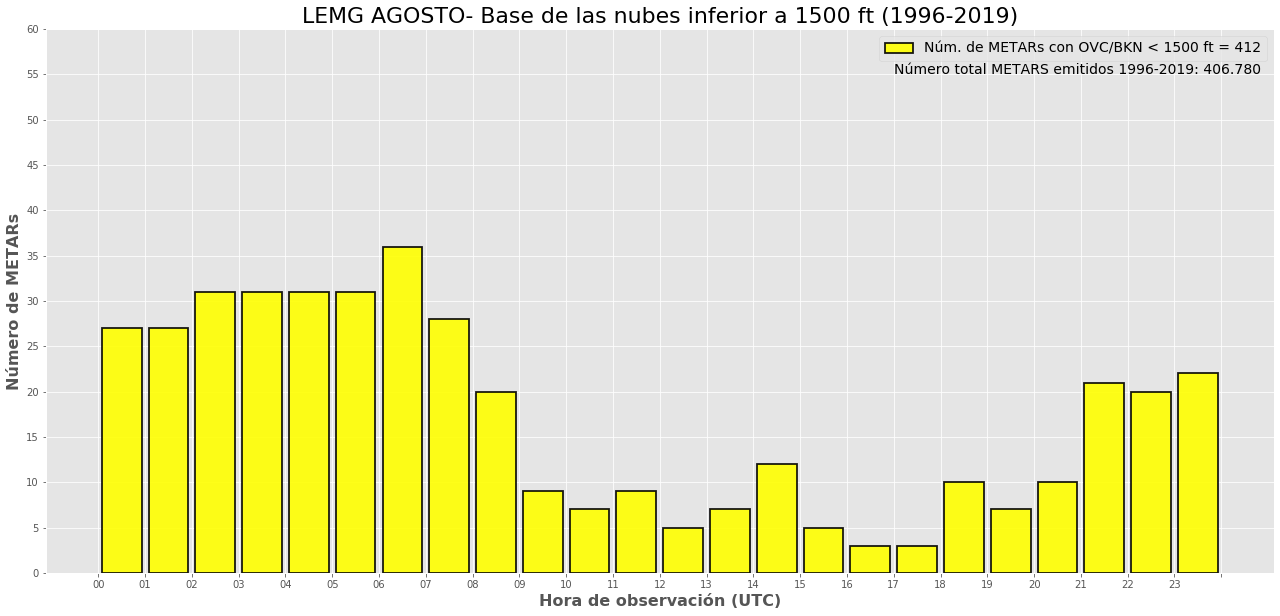 LEMG AGOSTO- Base de las nubes inferior a 1500 ft (1996-2019)
Núm. de METARs con OVC/BKN < 1500 ft = 412
Número total METARS emitidos 1996-2019: 406.780
Número de METARs
60
55
50
45
40
35
30
25
20
15
10
5
0
00 01 02 03 04 05 06 07 08 09 10 11 12 13 14 15 16 17 18 19 20 21 22 23
Hora de observación (UTC)